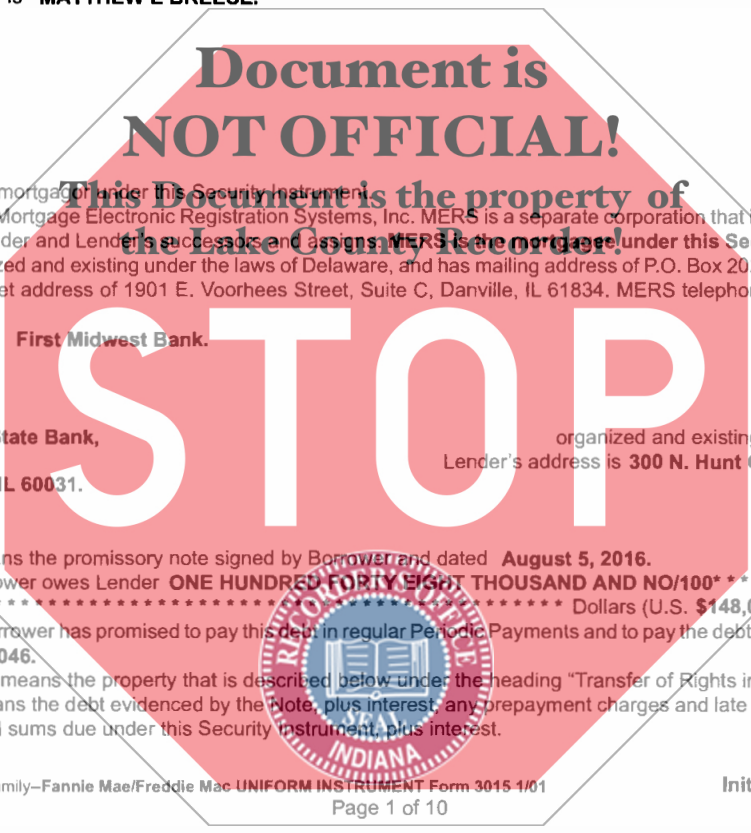 MATTHEW E BREESE.
Document is
NOT OFFICIAL!
mortgagor under this Security Instrument.
This Document is the property of
Mortgage Electronic Registration Systems, Inc. MERS is a separate corporation that
der and Lender's successors and assigns. MERS is the mortgagee under this Se
the Lake County Recorder!
zed and existing under the laws of Delaware, and has mailing address of P.O. Box 20
et address of 1901 E. Voorhees Street, Suite C, Danville, IL 61834. MERS telephor
First Midwest Bank.
STOP
State Bank,
organized and existing
Lender's address is 300 N. Hunt
IL 60031.
ns the promissory note signed by Borrower and dated August 5, 2016.
ower owes Lender ONE HUNDRED FORTY EIGHT THOUSAND AND NO/100* * *
* * * * * * * * * * * * * * * * * * * * * * * * * * * * * * * * * * * * * Dollars (U.S. $148,0
rrower has promised to pay this debt in regular Periodic Payments and to pay the debt
046.
means the property that is described below under the heading "Transfer of Rights in
ans the debt evidenced by the Note, plus interest, any prepayment charges and late
l sums due under this Security Instrument, plus interest.
RECORDER'S OFFICE
SEAL
INDIANA
mily–Fannie Mae/Freddie Mac UNIFORM INSTRUMENT Form 3015 1/01
Init
Page 1 of 10